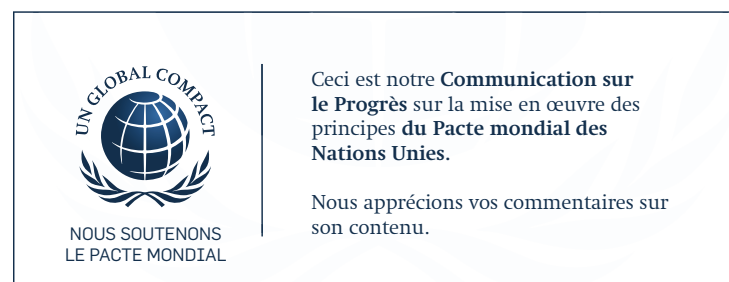 UN GLOBAL COMPACT
NOUS SOUTENONS
LE PACTE MONDIAL
Ceci est notre Communication sur
le Progrès sur la mise en œuvre des
principes du Pacte mondial des
Nations Unies.
Nous apprécions vos commentaires sur
son contenu.